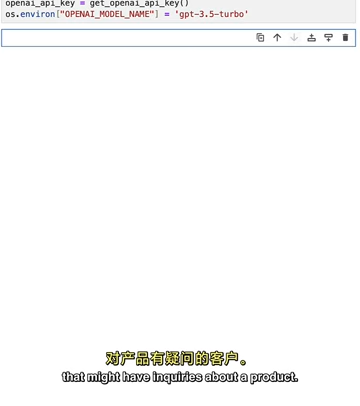 openai_api_key = get_openai_api_key()
os.environ["OPENAI_MODEL_NAME"] = 'gpt-3.5-turbo'
对产品有疑问的客户。
that might have inquiries about a product.